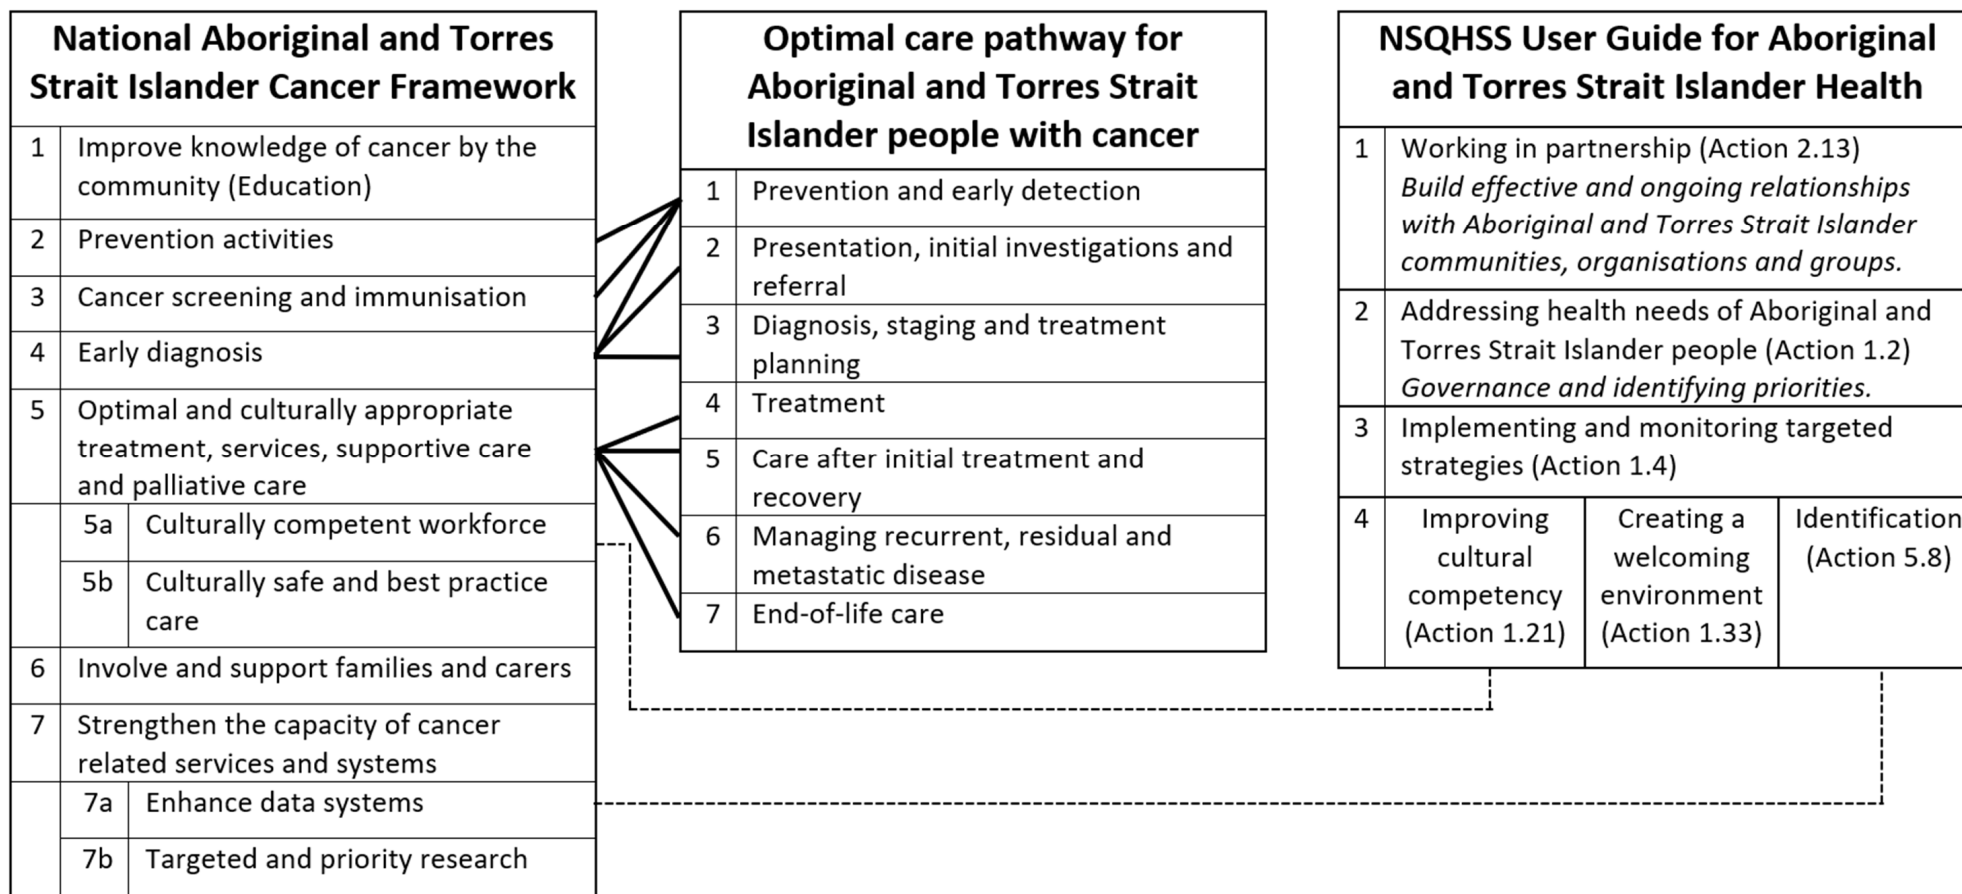 National Aboriginal and Torres
Strait Islander Cancer Framework
1 Improve knowledge of cancer by the
community (Education)
2 Prevention activities
3 Cancer screening and immunisation
4 Early diagnosis
5 Optimal and culturally appropriate
treatment, services, supportive care
and palliative care
5a Culturally competent workforce
5b Culturally safe and best practice
care
6 Involve and support families and carers
7 Strengthen the capacity of cancer
related services and systems
7a Enhance data systems
7b Targeted and priority research
Optimal care pathway for
Aboriginal and Torres Strait
Islander people with cancer
1 Prevention and early detection
2 Presentation, initial investigations and
referral
3 Diagnosis, staging and treatment
planning
4 Treatment
5 Care after initial treatment and
recovery
6 Managing recurrent, residual and
metastatic disease
7 End-of-life care
NSQHSS User Guide for Aboriginal
and Torres Strait Islander Health
1 Working in partnership (Action 2.13)
Build effective and ongoing relationships
with Aboriginal and Torres Strait Islander
communities, organisations and groups.
2 Addressing health needs of Aboriginal and
Torres Strait Islander people (Action 1.2)
Governance and identifying priorities.
3 Implementing and monitoring targeted
strategies (Action 1.4)
4 Improving
cultural
competency
(Action 1.21)
Creating a
welcoming
environment
(Action 1.33)
Identification
(Action 5.8)